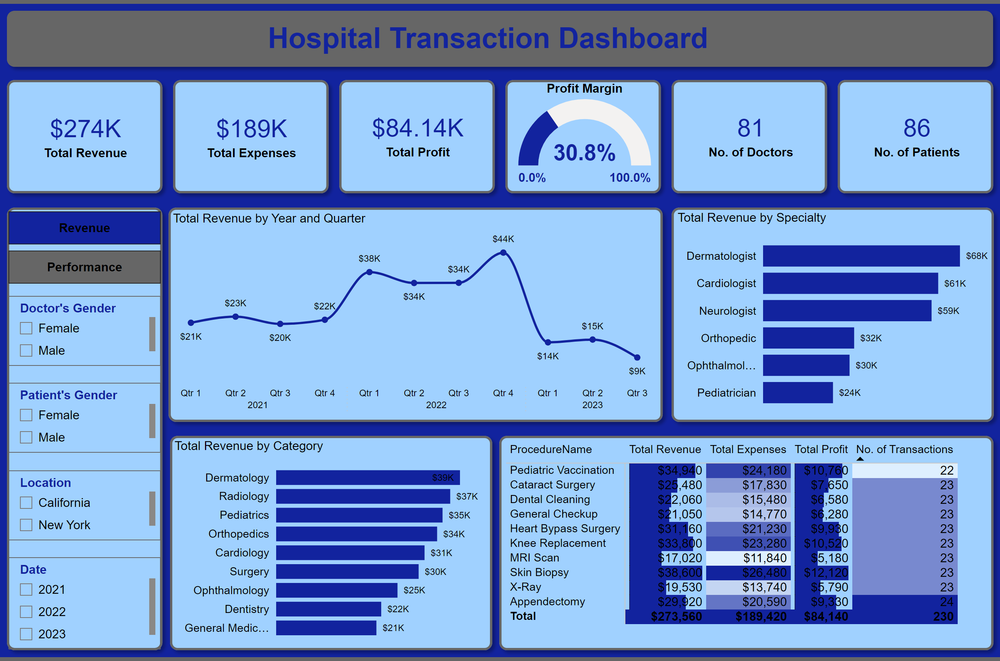 Hospital Transaction Dashboard
$274K
Total Revenue
$189K
Total Expenses
$84.14K
Total Profit
Profit Margin
30.8%
0.0% 100.0%
81
No. of Doctors
86
No. of Patients
Revenue
Performance
Doctor's Gender
Female
Male
Patient's Gender
Female
Male
Location
California
New York
Date
2021
2022
2023
Total Revenue by Year and Quarter
$21K
$23K
$20K
$22K
$38K
$34K
$34K
$44K
$14K
$15K
$9K
Qtr 1 Qtr 2 Qtr 3 Qtr 4 Qtr 1 Qtr 2 Qtr 3 Qtr 4 Qtr 1 Qtr 2 Qtr 3
2021 2022 2023
Total Revenue by Specialty
Dermatologist $68K
Cardiologist $61K
Neurologist $59K
Orthopedic $32K
Ophthalmol... $30K
Pediatrician $24K
Total Revenue by Category
Dermatology $39K
Radiology $37K
Pediatrics $35K
Orthopedics $34K
Cardiology $31K
Surgery $30K
Ophthalmology $25K
Dentistry $22K
General Medic... $21K
ProcedureName Total Revenue Total Expenses Total Profit No. of Transactions
Pediatric Vaccination $34,940 $24,180 $10,760 22
Cataract Surgery $25,480 $17,830 $7,650 23
Dental Cleaning $22,060 $15,480 $6,580 23
General Checkup $21,050 $14,770 $6,280 23
Heart Bypass Surgery $31,160 $21,230 $9,930 23
Knee Replacement $33,800 $23,280 $10,520 23
MRI Scan $17,020 $11,840 $5,180 23
Skin Biopsy $38,600 $26,480 $12,120 23
X-Ray $19,530 $13,740 $5,790 23
Appendectomy $29,920 $20,590 $9,330 24
Total $273,560 $189,420 $84,140 230